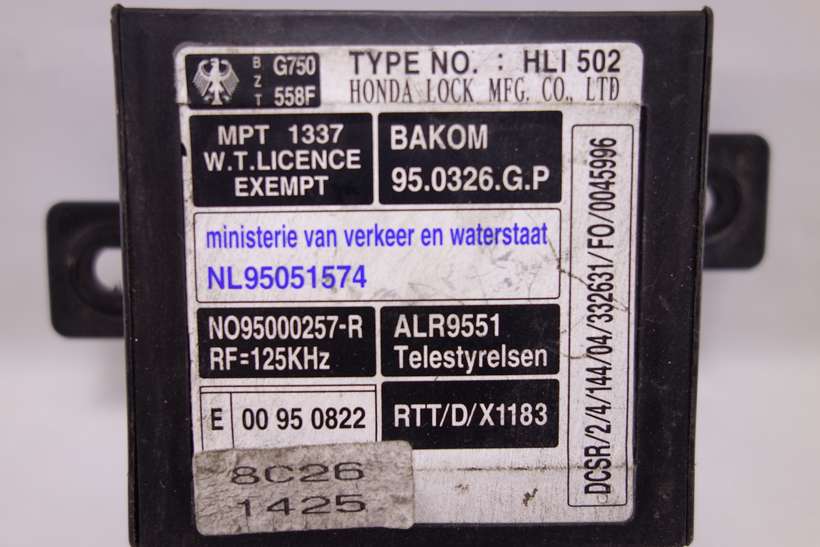 B Z T
G750
558F
TYPE NO. : HLI 502
HONDA LOCK MFG. CO., LTD
MPT 1337
W.T.LICENCE
EXEMPT
BAKOM
95.0326.G.P
ministerie van verkeer en waterstaat
NL95051574
NO95000257-R
RF=125KHz
ALR9551
Telestyrelsen
E 00 95 0822
RTT/D/X1183
DCSR/2/4/144/04/332631/FO/0045996
8C26
1425